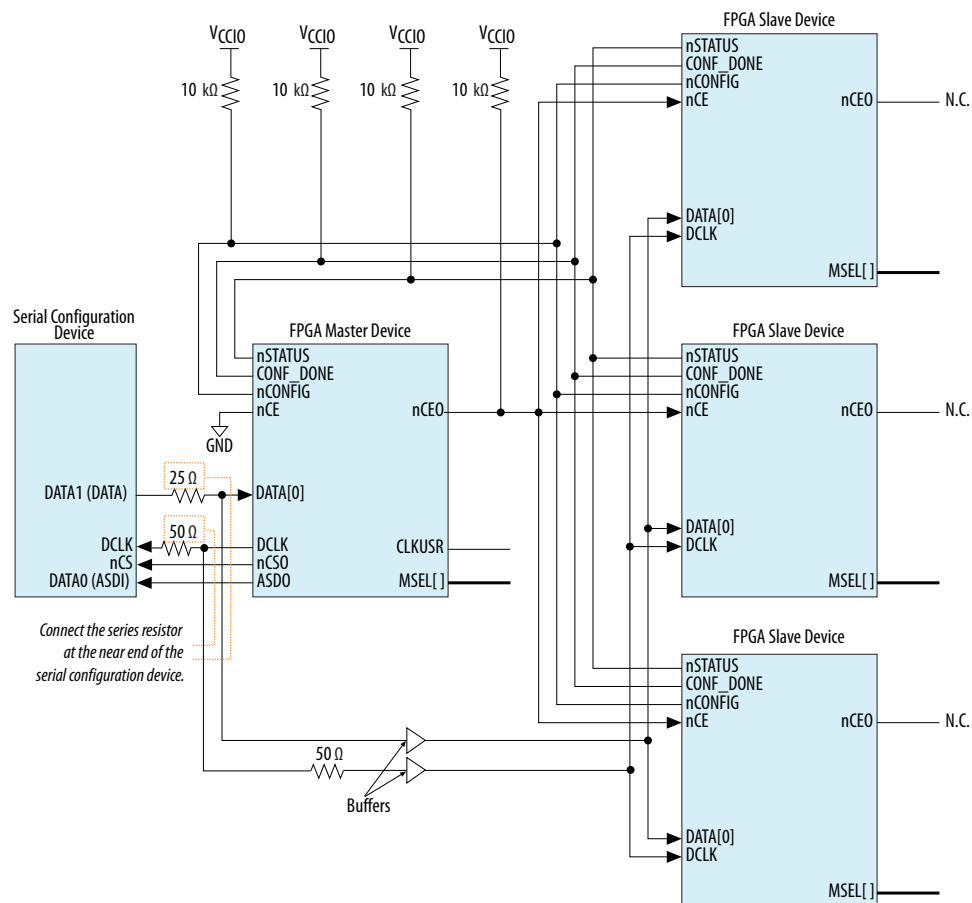 FPGA Slave Device
VCCIO VCCIO VCCIO VCCIO
10 kΩ 10 kΩ 10 kΩ 10 kΩ
nSTATUS
CONF_DONE
nCONFIG
nCE
nCEO
N.C.
DATA[0]
DCLK
MSEL[ ]
Serial Configuration
Device
DATA1 (DATA)
DCLK
nCS
DATA0 (ASDI)
25 Ω
50 Ω
Connect the series resistor
at the near end of the
serial configuration device.
FPGA Master Device
nSTATUS
CONF_DONE
nCONFIG
nCE
GND
nCEO
DATA[0]
DCLK
nCSO
ASDO
CLKUSR
MSEL[ ]
FPGA Slave Device
nSTATUS
CONF_DONE
nCONFIG
nCE
nCEO
N.C.
DATA[0]
DCLK
MSEL[ ]
50 Ω
Buffers
FPGA Slave Device
nSTATUS
CONF_DONE
nCONFIG
nCE
nCEO
N.C.
DATA[0]
DCLK
MSEL[ ]